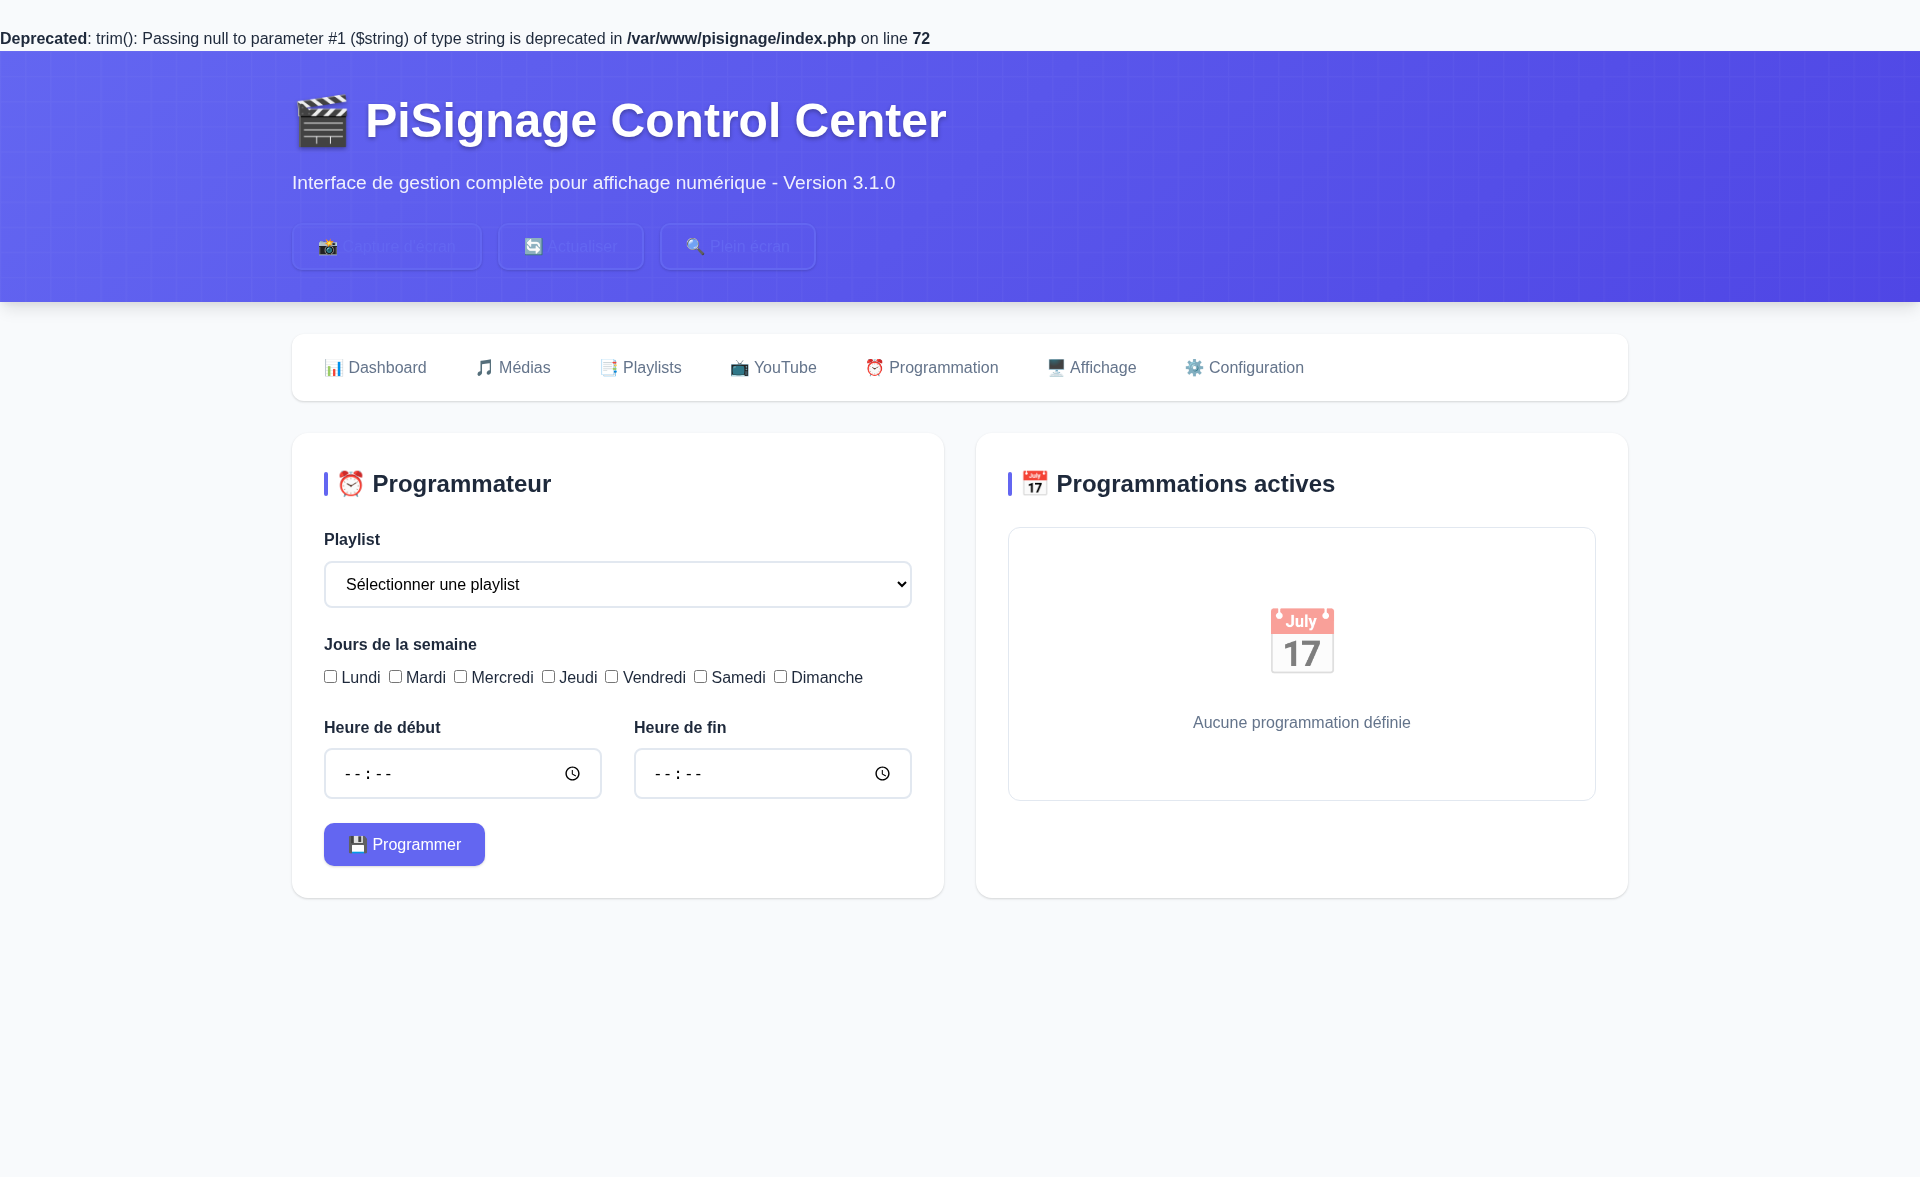 Deprecated: trim(): Passing null to parameter #1 ($string) of type string is deprecated in /var/www/pisignage/index.php on line 72
🎬 PiSignage Control Center
Interface de gestion complète pour affichage numérique - Version 3.1.0
📸 Capture d'écran 🔄 Actualiser 🔍 Plein écran
📊 Dashboard 🎵 Médias 📑 Playlists 📺 YouTube ⏰ Programmation 🖥️ Affichage ⚙️ Configuration
⏰ Programmateur
Playlist
Sélectionner une playlist
Jours de la semaine
Lundi Mardi Mercredi Jeudi Vendredi Samedi Dimanche
Heure de début Heure de fin
--:-- --:--
💾 Programmer
📅 Programmations actives
July
17
Aucune programmation définie